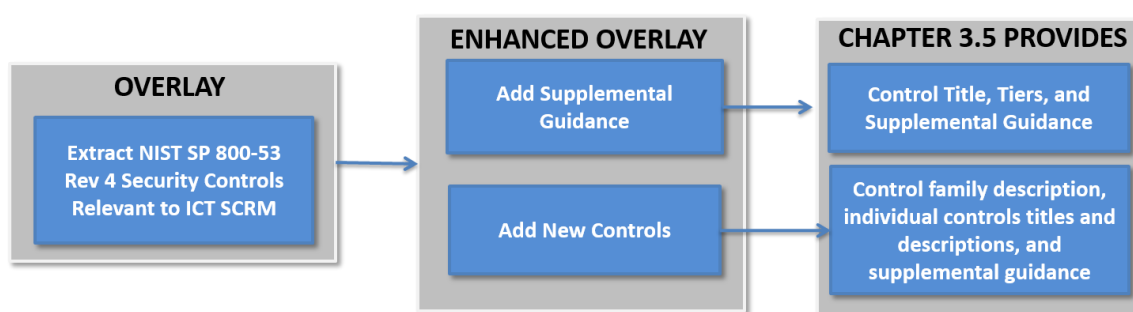 OVERLAY
Extract NIST SP 800-53
Rev 4 Security Controls
Relevant to ICT SCRM
ENHANCED OVERLAY
Add Supplemental
Guidance
Add New Controls
CHAPTER 3.5 PROVIDES
Control Title, Tiers, and
Supplemental Guidance
Control family description,
individual controls titles and
descriptions, and
supplemental guidance